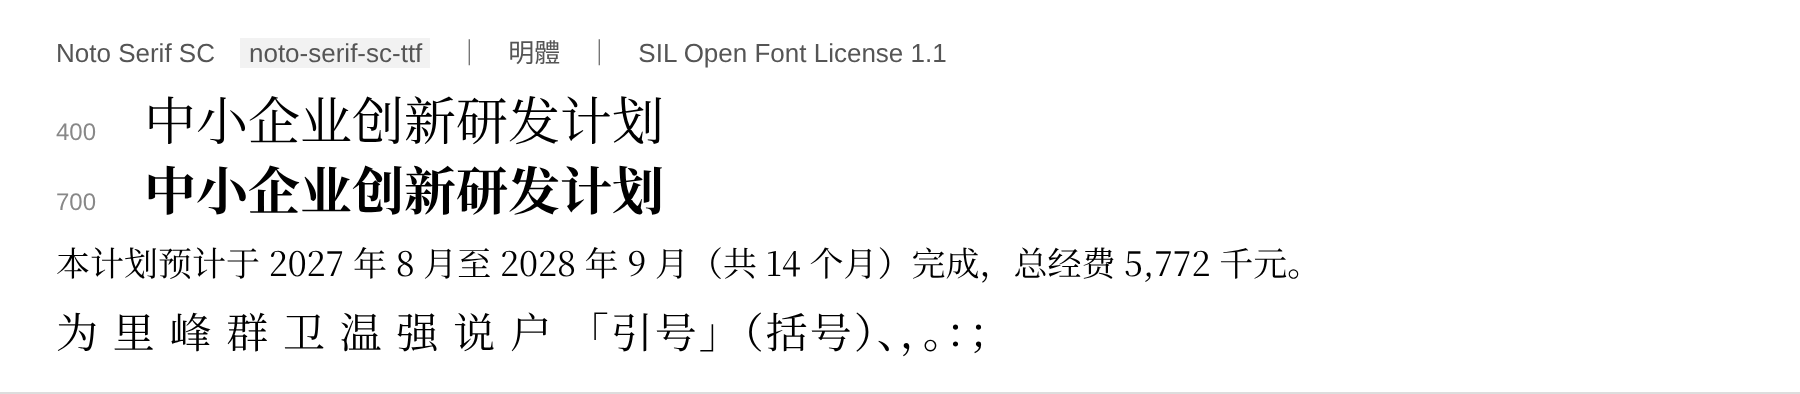 Noto Serif SC noto-serif-sc-ttf ｜ 明體 ｜ SIL Open Font License 1.1
400 中小企业创新研发计划
700 中小企业创新研发计划
本计划预计于 2027 年 8 月至 2028 年 9 月（共 14 个月）完成，总经费 5,772 千元。
为 里 峰 群 卫 温 强 说 户 「引号」（括号）、，。：；